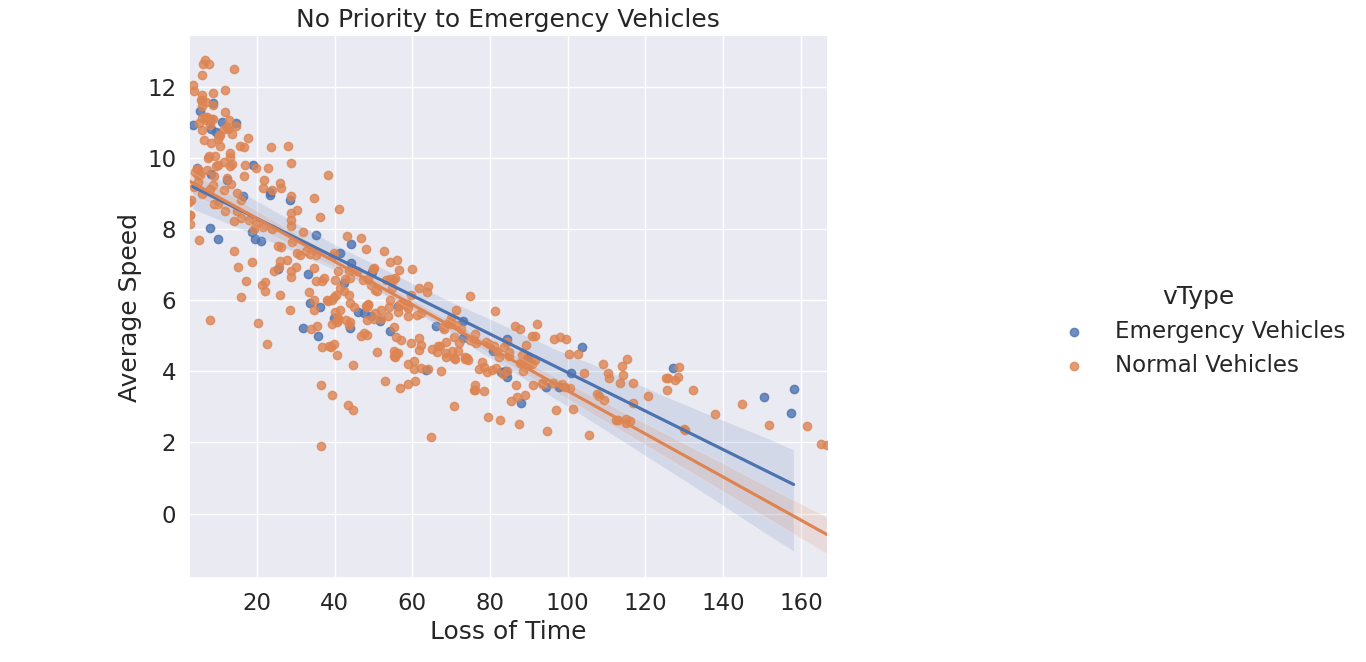 No Priority to Emergency Vehicles
12
10
8
6
4
2
0
Average Speed
20 40 60 80 100 120 140 160
Loss of Time
vType
Emergency Vehicles
Normal Vehicles